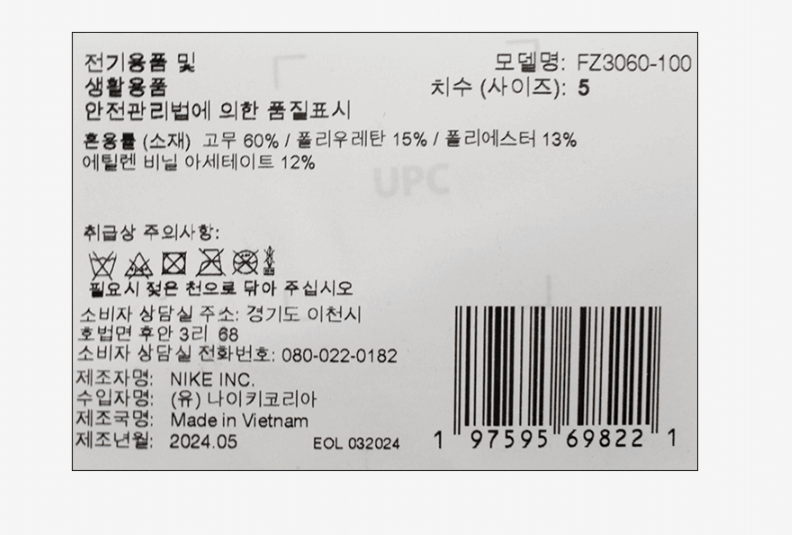 전기용품 및
생활용품
안전관리법에 의한 품질표시
모델명: FZ3060-100
치수 (사이즈): 5
혼용률 (소재) 고무 60% / 폴리우레탄 15% / 폴리에스터 13%
에틸렌 비닐 아세테이트 12%
UPC
취급상 주의사항:
필요시 젖은 천으로 닦아 주십시오
소비자 상담실 주소: 경기도 이천시
호법면 후안 3리 68
소비자 상담실 전화번호: 080-022-0182
제조자명: NIKE INC.
수입자명: (유) 나이키코리아
제조국명: Made in Vietnam
제조년월: 2024.05
EOL 032024
1 97595 69822 1